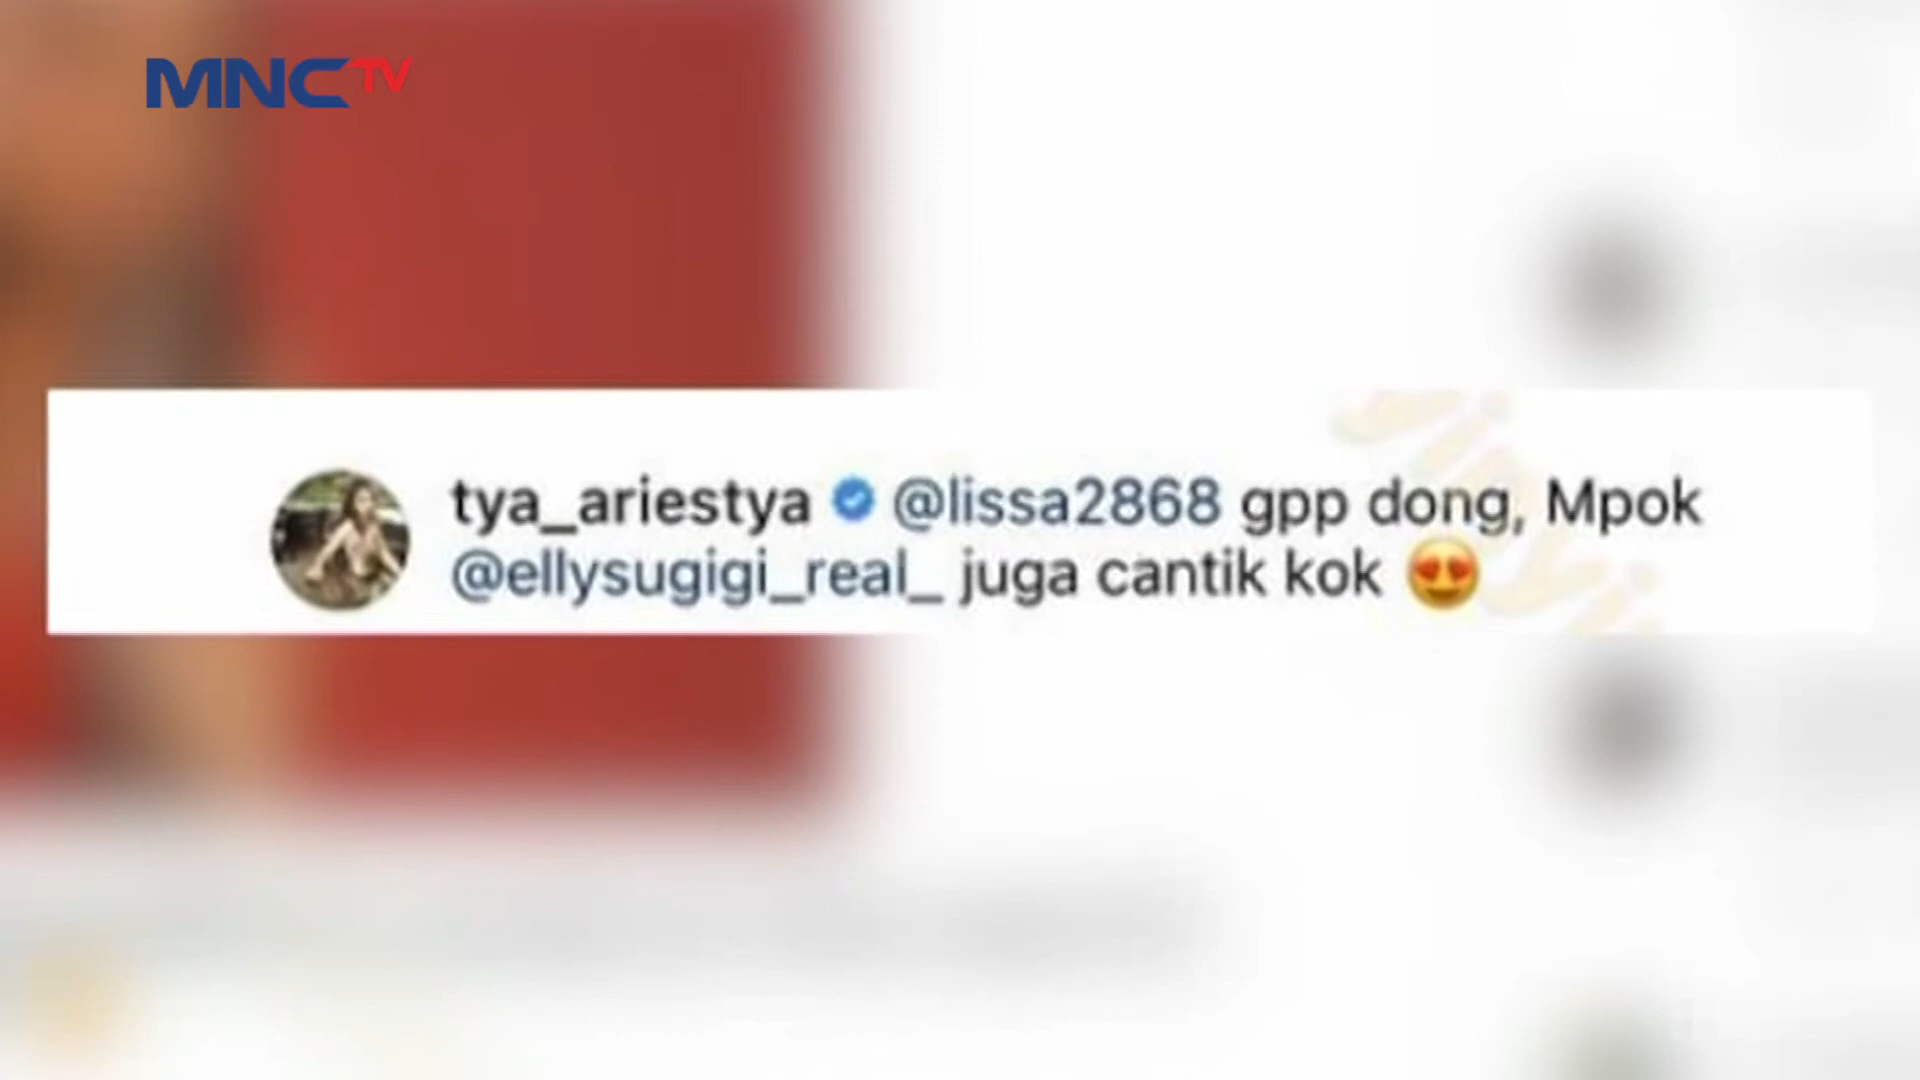 MNCTV
tya_ariestya @lissa2868 gpp dong, Mpok
@ellysugigi_real_ juga cantik kok 😍